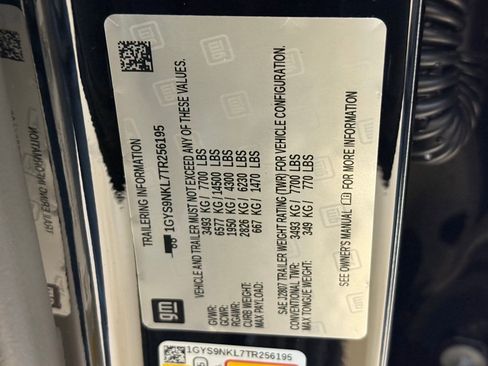 TRAILERING INFORMATION
1GYS9NKL7TR256195
VEHICLE AND TRAILER MUST NOT EXCEED ANY OF THESE VALUES.
GVWR: 3493 KG / 7700 LBS
GCWR: 6577 KG / 14500 LBS
RGAWR: 1950 KG / 4300 LBS
CURB WEIGHT: 2826 KG / 6230 LBS
MAX PAYLOAD: 667 KG / 1470 LBS
SAE J2807 TRAILER WEIGHT RATING (TWR) FOR VEHICLE CONFIGURATION.
CONVENTIONAL TWR: 3493 KG / 7700 LBS
MAX TONGUE WEIGHT: 349 KG / 770 LBS
SEE OWNER'S MANUAL FOR MORE INFORMATION
gm
1GYS9NKL7TR256195